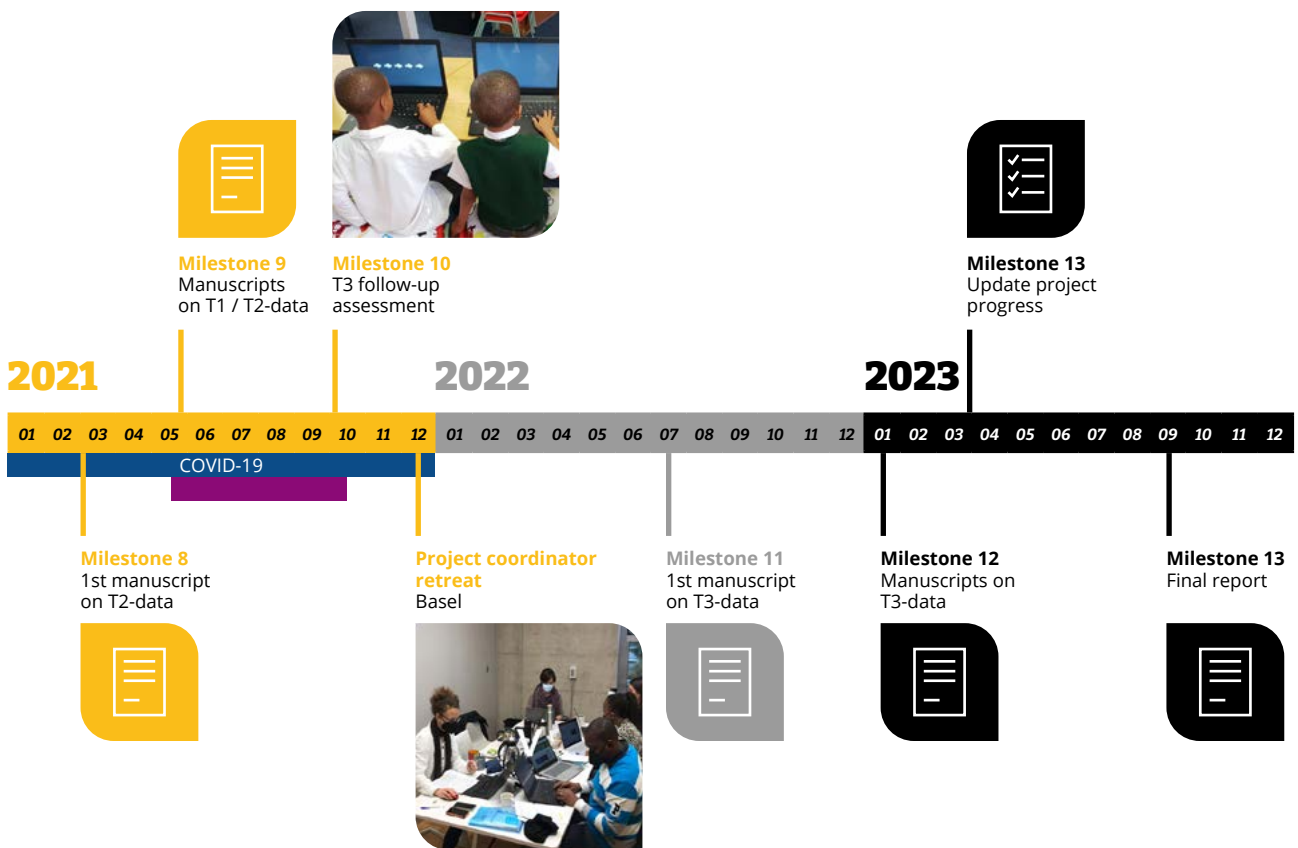 Milestone 9
Manuscripts
on T1 / T2-data
Milestone 10
T3 follow-up
assessment
Milestone 13
Update project
progress
2021
2022
2023
01 02 03 04 05 06 07 08 09 10 11 12 01 02 03 04 05 06 07 08 09 10 11 12 01 02 03 04 05 06 07 08 09 10 11 12
COVID-19
Milestone 8
1st manuscript
on T2-data
Project coordinator
retreat
Basel
Milestone 11
1st manuscript
on T3-data
Milestone 12
Manuscripts on
T3-data
Milestone 13
Final report